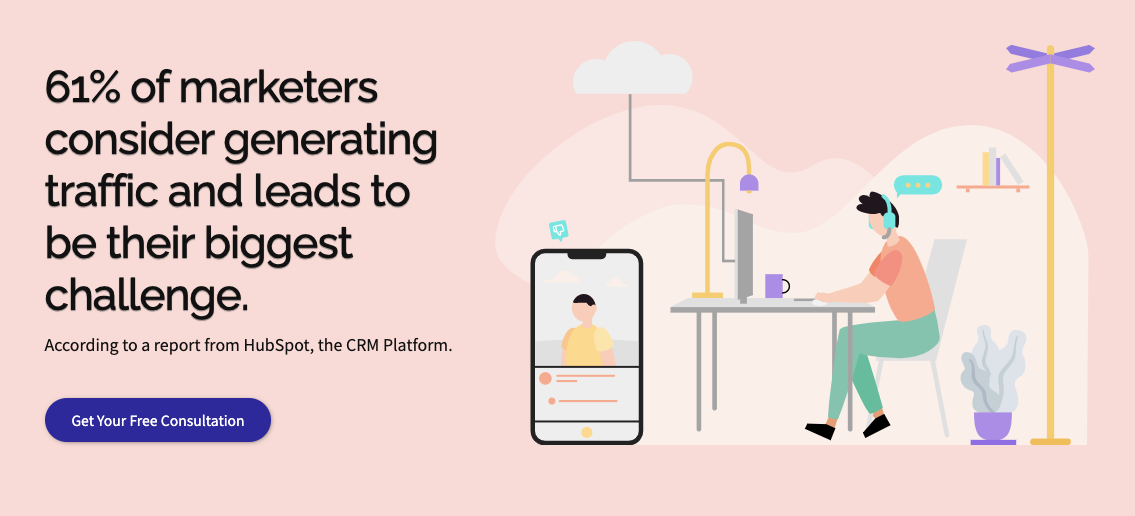 61% of marketers
consider generating
traffic and leads to
be their biggest
challenge.
According to a report from HubSpot, the CRM Platform.
Get Your Free Consultation